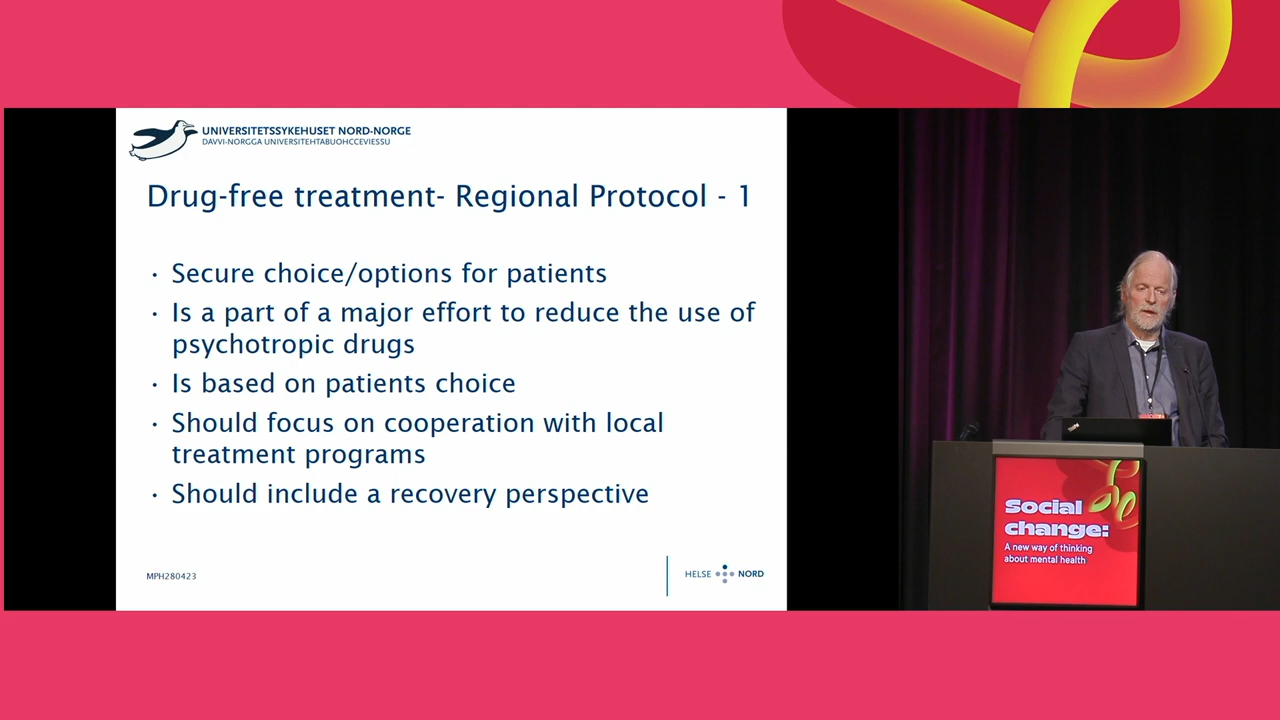 UNIVERSITETSSYKEHUSET NORD-NORGE
DAVVI-NORGGA UNIVERSITEHTABUOHCCEVIESSU
Drug-free treatment- Regional Protocol - 1
• Secure choice/options for patients
• Is a part of a major effort to reduce the use of
psychotropic drugs
• Is based on patients choice
• Should focus on cooperation with local
treatment programs
• Should include a recovery perspective
MPH280423
HELSE NORD
Social
change:
A new way of thinking
about mental health